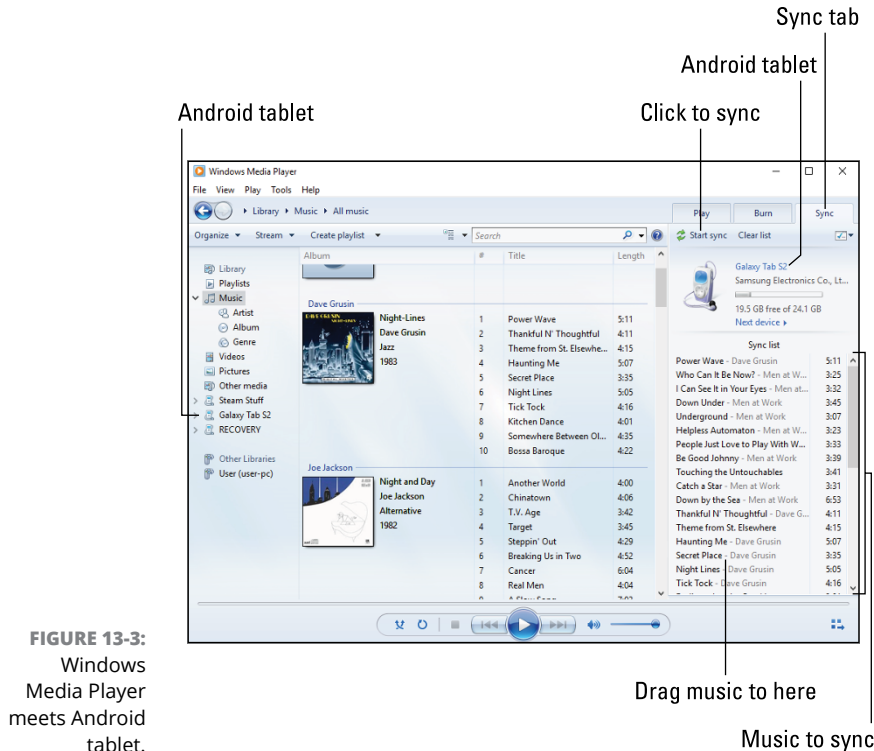 Sync tab
Android tablet
Click to sync
Android tablet
Windows Media Player
File View Play Tools Help
Library Music All music
Play Burn Sync
Organize Stream Create playlist Search
Start sync Clear list
Album # Title Length
Library
Playlists
Music
Artist
Album
Genre
Videos
Pictures
Other media
Steam Stuff
Galaxy Tab S2
RECOVERY
Other Libraries
User (user-pc)
Dave Grusin
Night-Lines
Dave Grusin
Jazz
1983
1 Power Wave 5:11
2 Thankful N' Thoughtful 4:11
3 Theme from St. Elsewhe... 4:15
4 Haunting Me 5:07
5 Secret Place 3:35
6 Night Lines 5:05
7 Tick Tock 4:16
8 Kitchen Dance 4:01
9 Somewhere Between Ol... 4:35
10 Bossa Baroque 4:22
Joe Jackson
Night and Day
Joe Jackson
Alternative
1982
1 Another World 4:00
2 Chinatown 4:06
3 T.V. Age 3:42
4 Target 3:45
5 Steppin' Out 4:29
6 Breaking Us in Two 4:52
7 Cancer 6:04
8 Real Men 4:04
Galaxy Tab S2
Samsung Electronics Co., Lt...
19.5 GB free of 24.1 GB
Next device
Sync list
Power Wave - Dave Grusin 5:11
Who Can It Be Now? - Men at W... 3:25
I Can See It in Your Eyes - Men at... 3:32
Down Under - Men at Work 3:45
Underground - Men at Work 3:07
Helpless Automaton - Men at W... 3:23
People Just Love to Play With W... 3:33
Be Good Johnny - Men at Work 3:39
Touching the Untouchables 3:41
Catch a Star - Men at Work 3:31
Down by the Sea - Men at Work 6:53
Thankful N' Thoughtful - Dave G... 4:11
Theme from St. Elsewhere 4:15
Haunting Me - Dave Grusin 5:07
Secret Place - Dave Grusin 3:35
Night Lines - Dave Grusin 5:05
Tick Tock - Dave Grusin 4:16
Drag music to here
Music to sync
FIGURE 13-3:
Windows
Media Player
meets Android
tablet.